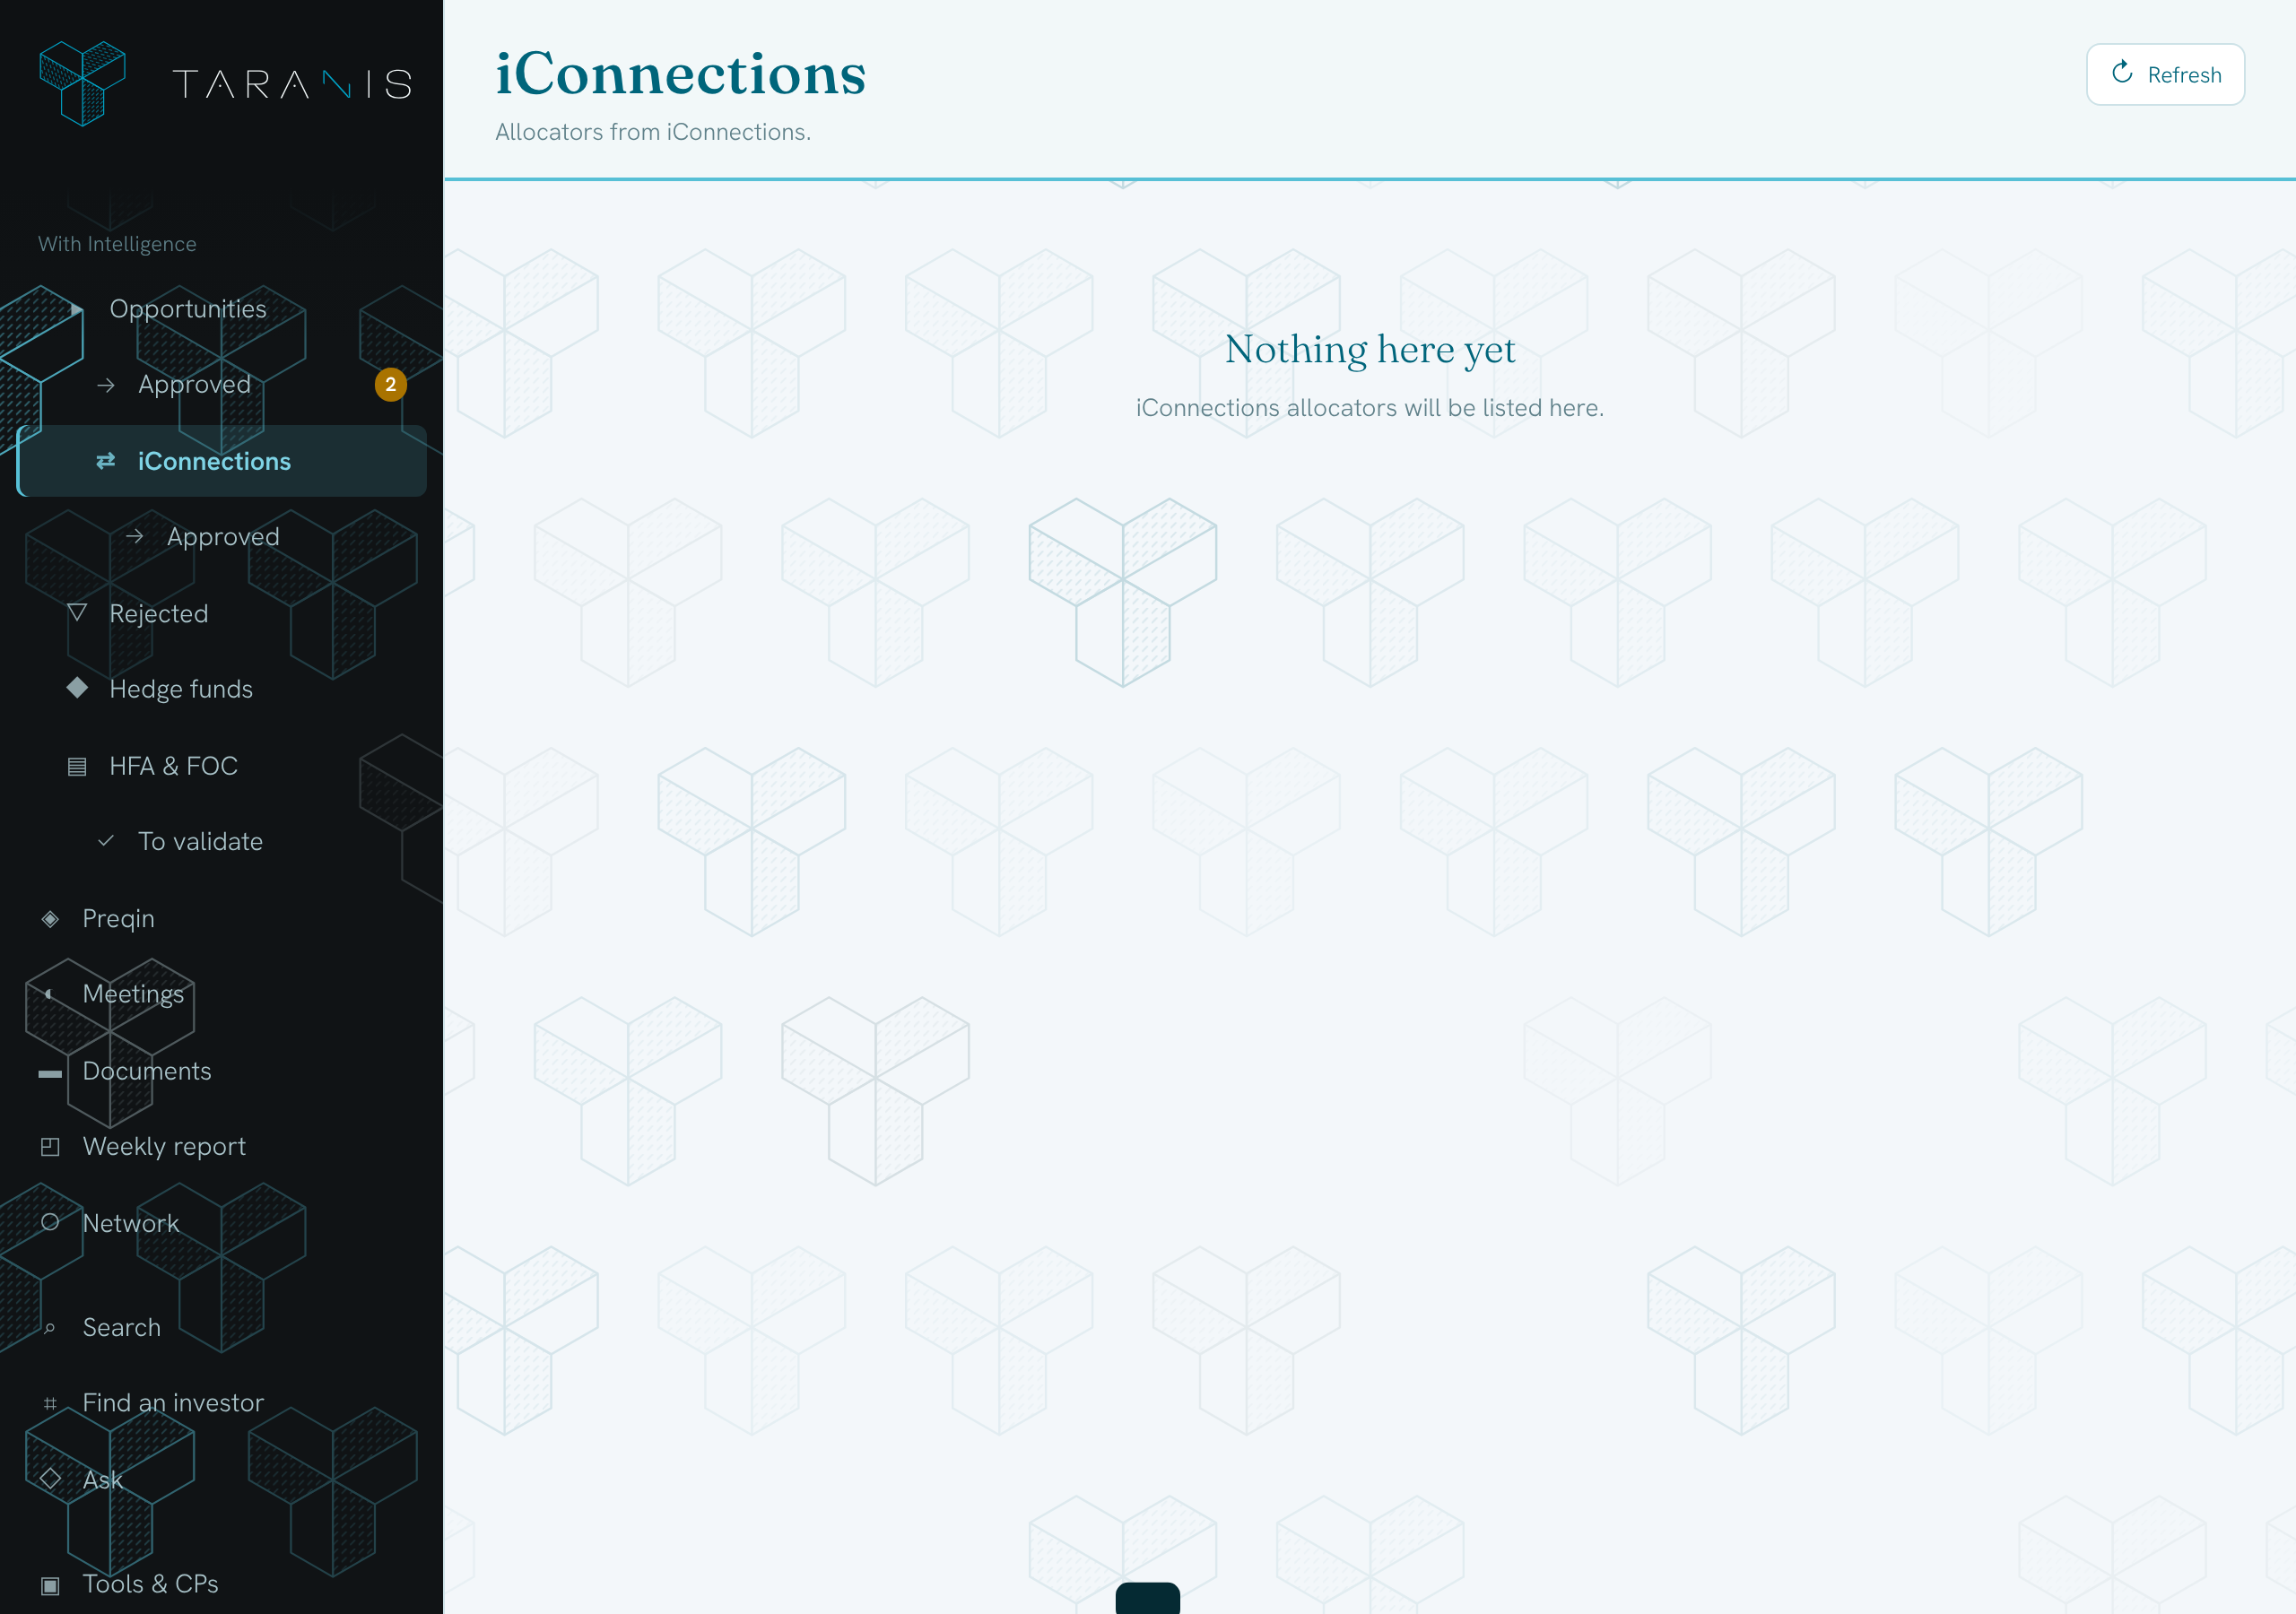 TARANIS
With Intelligence
Opportunities
Approved 2
iConnections
Approved
Rejected
Hedge funds
HFA & FOC
To validate
Preqin
Meetings
Documents
Weekly report
Network
Search
Find an investor
Ask
Tools & CPs
iConnections
Allocators from iConnections.
Refresh
Nothing here yet
iConnections allocators will be listed here.